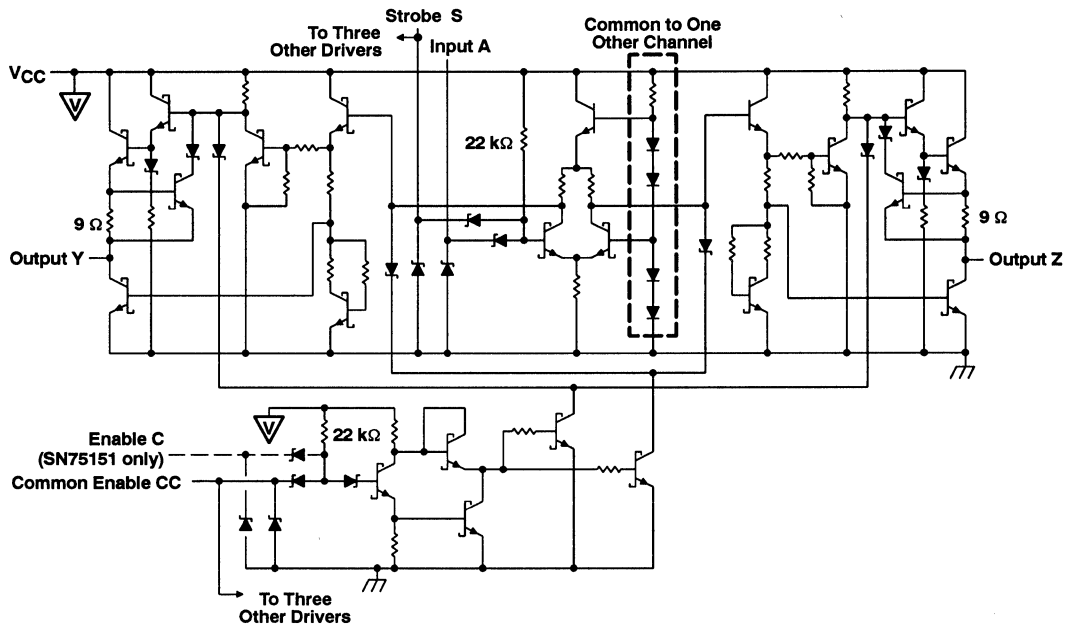 Strobe S
To Three
Other Drivers
Input A
Common to One
Other Channel
VCC
V
22 kΩ
9 Ω
9 Ω
Output Y
Output Z
V
22 kΩ
Enable C
(SN75151 only)
Common Enable CC
To Three
Other Drivers